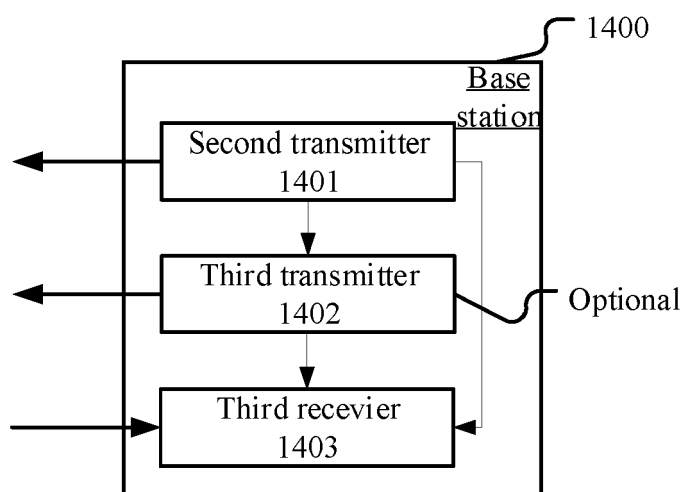 1400
Base
station
Second transmitter
1401
Third transmitter
1402
Optional
Third recevier
1403